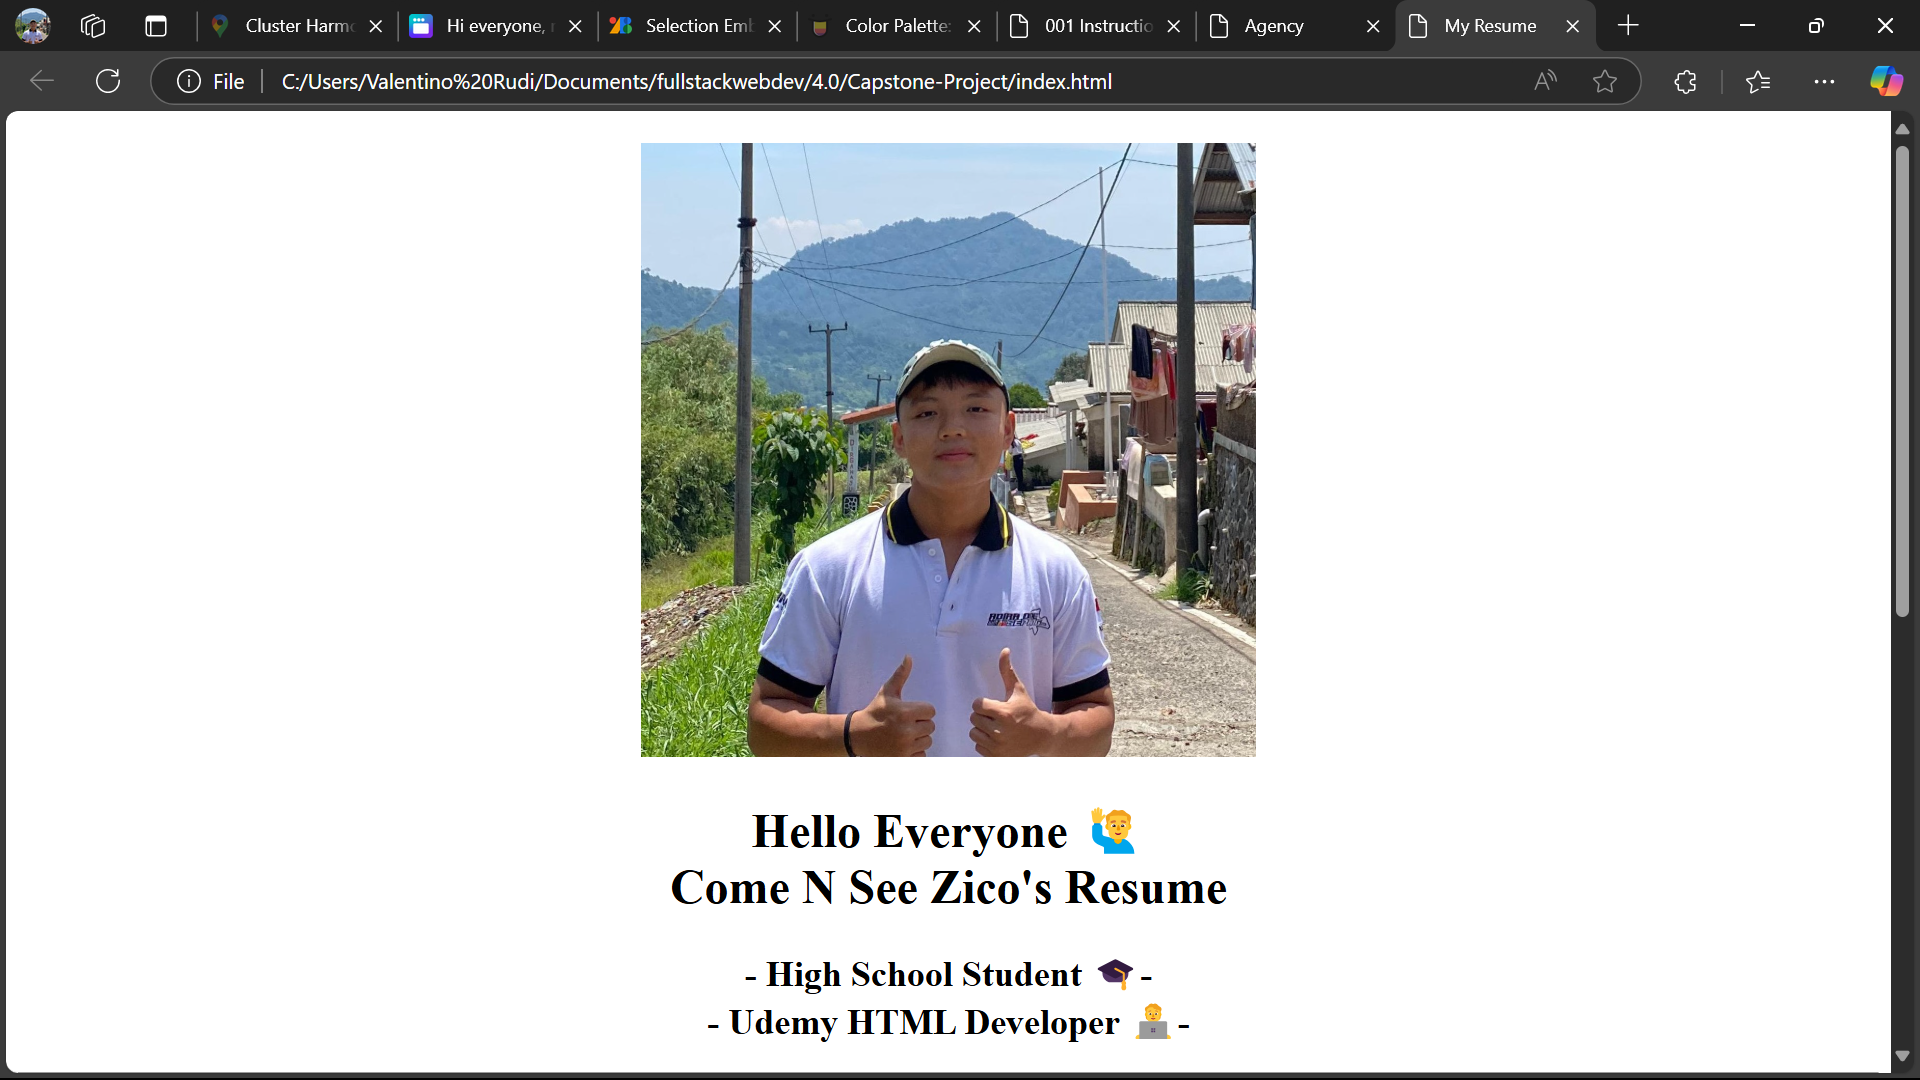 Cluster Harm
Hi everyone,
Selection Em
Color Palette
001 Instructio
Agency
My Resume
File
C:/Users/Valentino%20Rudi/Documents/fullstackwebdev/4.0/Capstone-Project/index.html
Hello Everyone 🙋‍♂️
Come N See Zico's Resume
- High School Student 🎓 -
- Udemy HTML Developer 👨‍💻 -